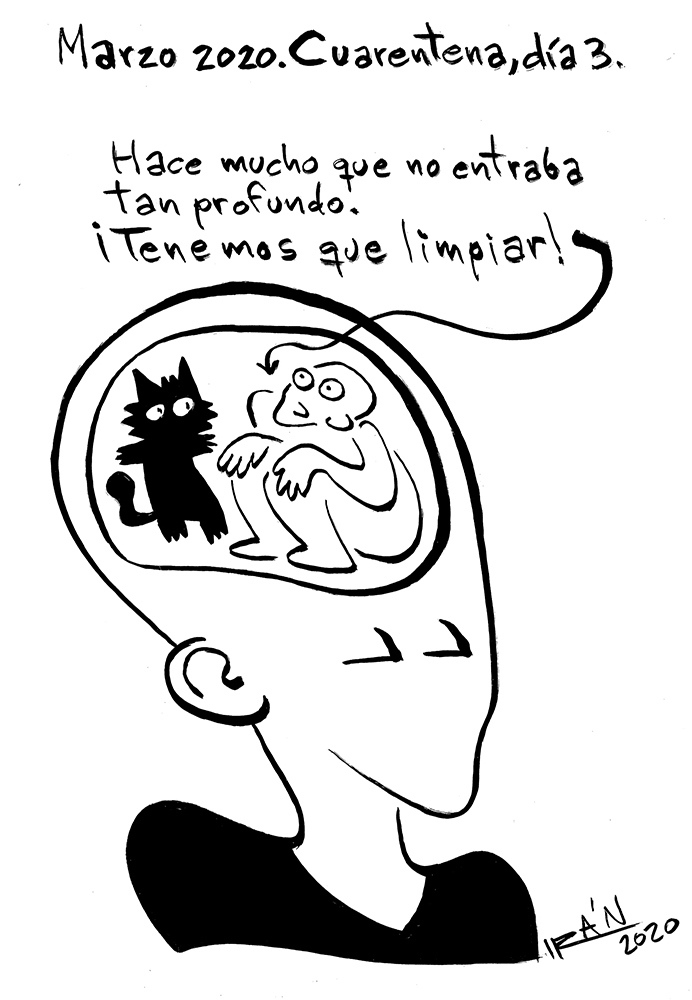 Marzo 2020. Cuarentena, día 3.
Hace mucho que no entraba
tan profundo.
¡Tenemos que limpiar!
IRÁN
2020